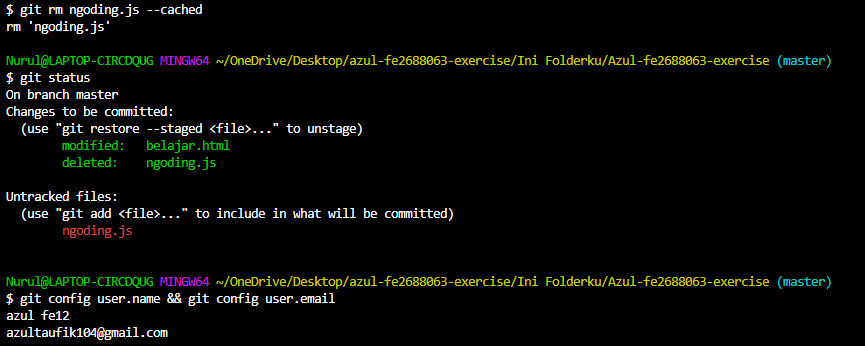 $ git rm ngoding.js --cached
rm 'ngoding.js'
Nurul@LAPTOP-CIRCDQUG MINGW64 ~/OneDrive/Desktop/azul-fe2688063-exercise/Ini Folderku/Azul-fe2688063-exercise (master)
$ git status
On branch master
Changes to be committed:
  (use "git restore --staged <file>..." to unstage)
        modified:   belajar.html
        deleted:    ngoding.js
Untracked files:
  (use "git add <file>..." to include in what will be committed)
        ngoding.js
Nurul@LAPTOP-CIRCDQUG MINGW64 ~/OneDrive/Desktop/azul-fe2688063-exercise/Ini Folderku/Azul-fe2688063-exercise (master)
$ git config user.name && git config user.email
azul fe12
azultaufik104@gmail.com